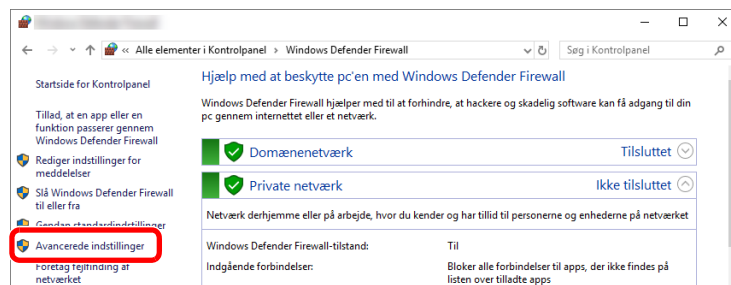 « Alle elementer i Kontrolpanel > Windows Defender Firewall
Søg i Kontrolpanel
Startside for Kontrolpanel
Tillad, at en app eller en
funktion passerer gennem
Windows Defender Firewall
Rediger indstillinger for
meddelelser
Slå Windows Defender Firewall
til eller fra
Gendan standardindstillinger
Avancerede indstillinger
Foretag fejlfinding af
netværket
Hjælp med at beskytte pc'en med Windows Defender Firewall
Windows Defender Firewall hjælper med til at forhindre, at hackere og skadelig software kan få adgang til din
pc gennem internettet eller et netværk.
Domænenetværk Tilsluttet
Private netværk Ikke tilsluttet
Netværk derhjemme eller på arbejde, hvor du kender og har tillid til personerne og enhederne på netværket
Windows Defender Firewall-tilstand: Til
Indgående forbindelser: Bloker alle forbindelser til apps, der ikke findes på
listen over tilladte apps